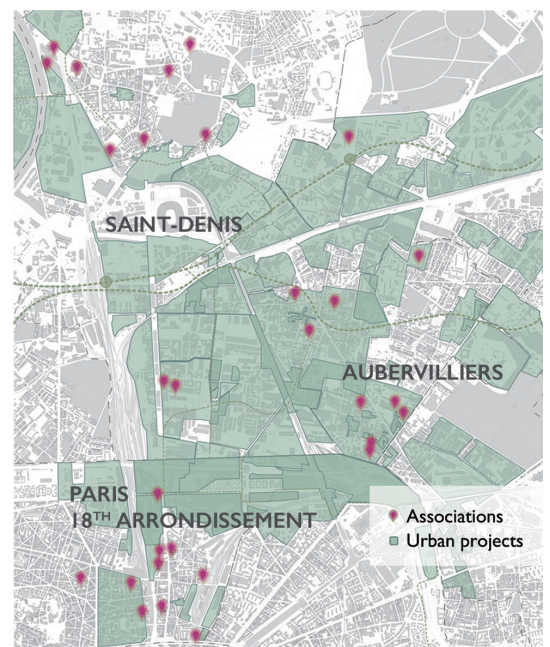 SAINT-DENIS
AUBERVILLIERS
PARIS
18TH ARRONDISSEMENT
Associations
Urban projects